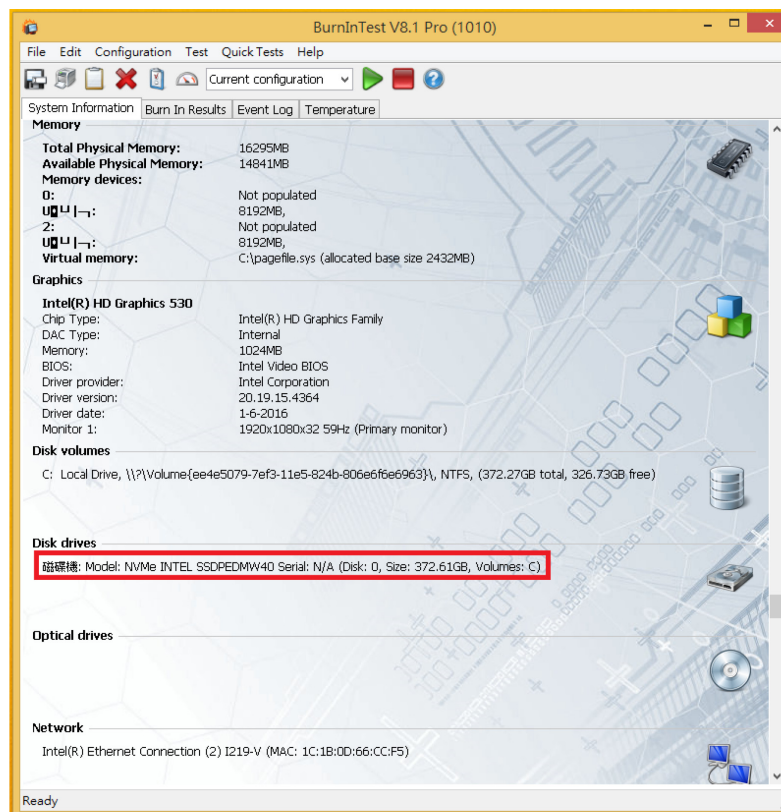 BurnInTest V8.1 Pro (1010)
File Edit Configuration Test Quick Tests Help
Current configuration
System Information Burn In Results Event Log Temperature
Memory
Total Physical Memory: 16295MB
Available Physical Memory: 14841MB
Memory devices:
0: Not populated
8192MB,
2: Not populated
8192MB,
Virtual memory: C:\pagefile.sys (allocated base size 2432MB)
Graphics
Intel(R) HD Graphics 530
Chip Type: Intel(R) HD Graphics Family
DAC Type: Internal
Memory: 1024MB
BIOS: Intel Video BIOS
Driver provider: Intel Corporation
Driver version: 20.19.15.4364
Driver date: 1-6-2016
Monitor 1: 1920x1080x32 59Hz (Primary monitor)
Disk volumes
C: Local Drive, \\?\Volume{ee4e5079-7ef3-11e5-824b-806e6f6e6963}\, NTFS, (372.27GB total, 326.73GB free)
Disk drives
磁碟機: Model: NVMe INTEL SSDPEDMW40 Serial: N/A (Disk: 0, Size: 372.61GB, Volumes: C)
Optical drives
Network
Intel(R) Ethernet Connection (2) I219-V (MAC: 1C:1B:0D:66:CC:F5)
Ready